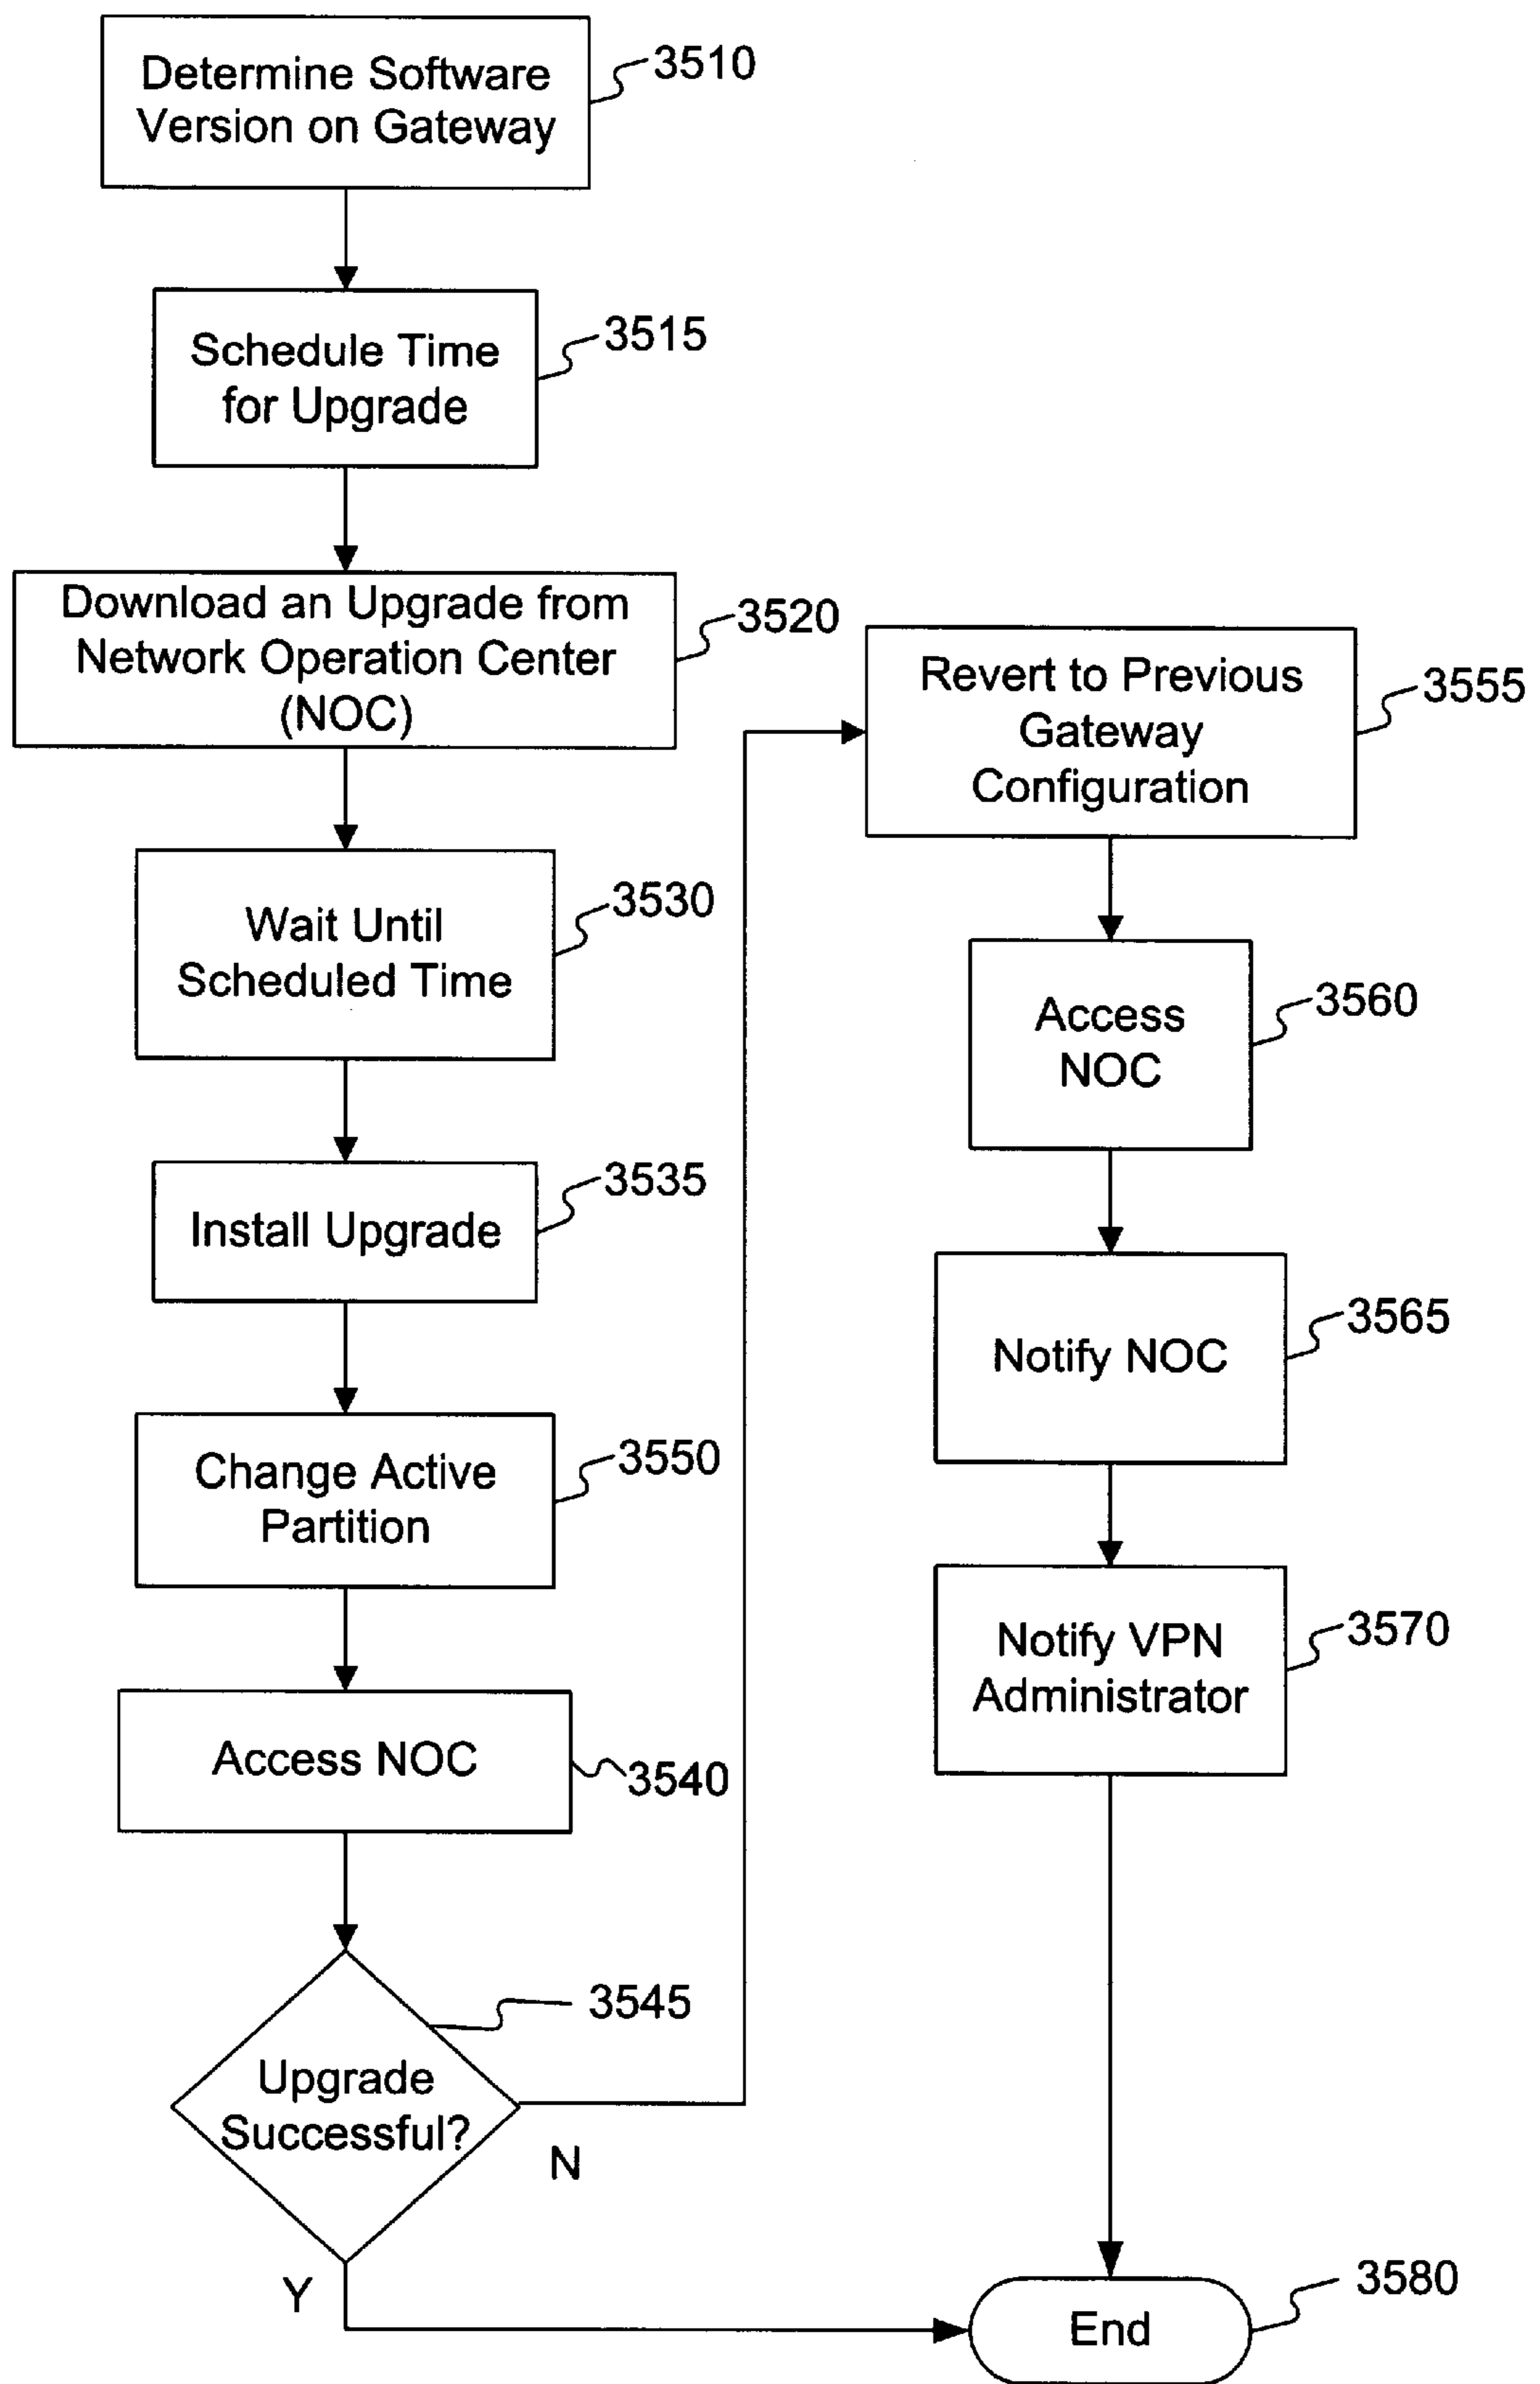 Determine Software
Version on Gateway
3510
Schedule Time
for Upgrade
3515
Download an Upgrade from
Network Operation Center
(NOC)
3520
Wait Until
Scheduled Time
3530
Install Upgrade
3535
Change Active
Partition
3550
Access NOC
3540
Upgrade
Successful?
3545
N
Y
Revert to Previous
Gateway
Configuration
3555
Access
NOC
3560
Notify NOC
3565
Notify VPN
Administrator
3570
End
3580